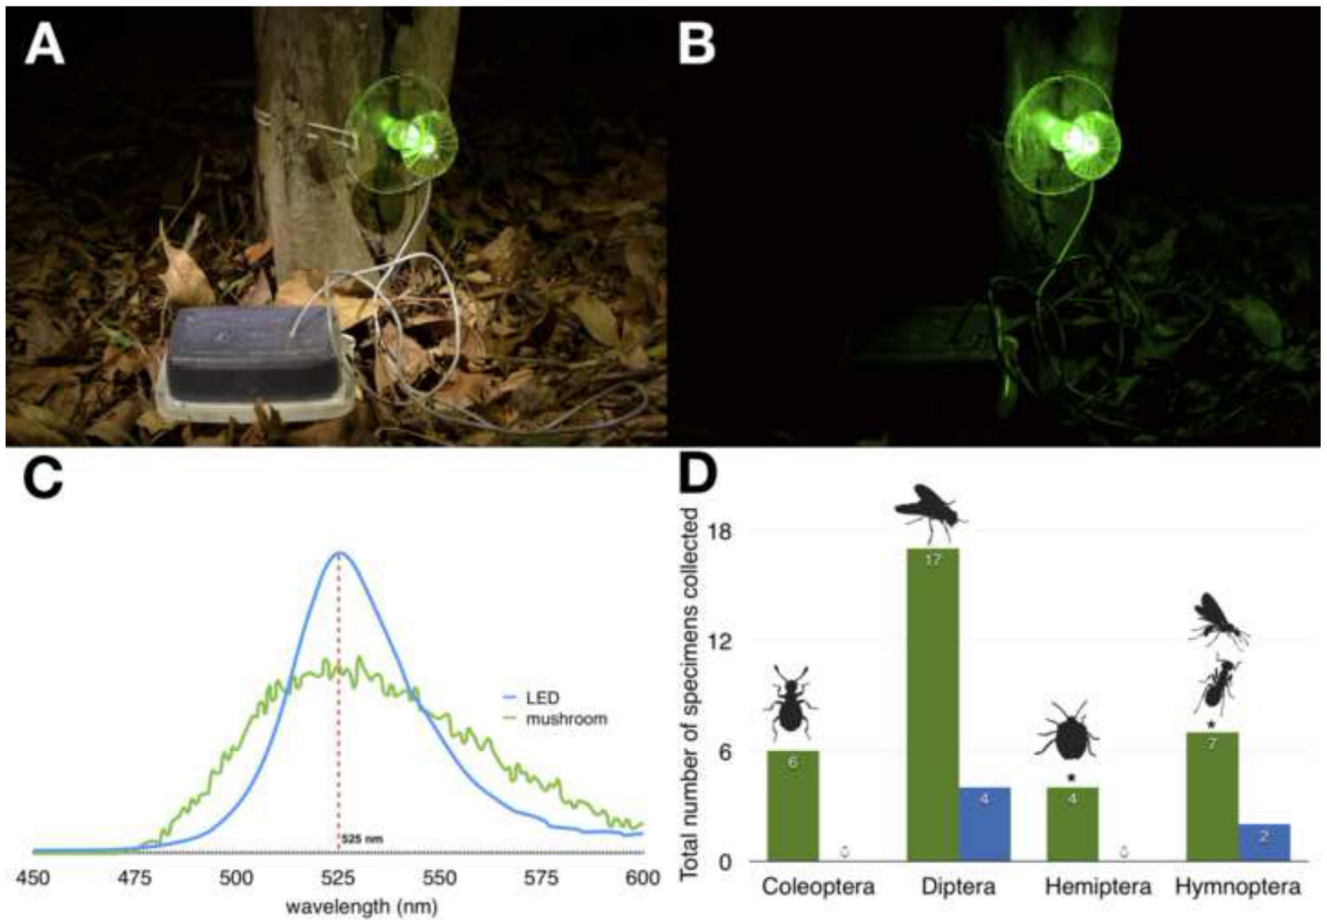 A
B
C
LED
mushroom
525 nm
450 475 500 525 550 575 600
wavelength (nm)
D
Total number of specimens collected
18
12
6
0
6
0
17
4
*
4
0
*
7
2
Coleoptera Diptera Hemiptera Hymnoptera